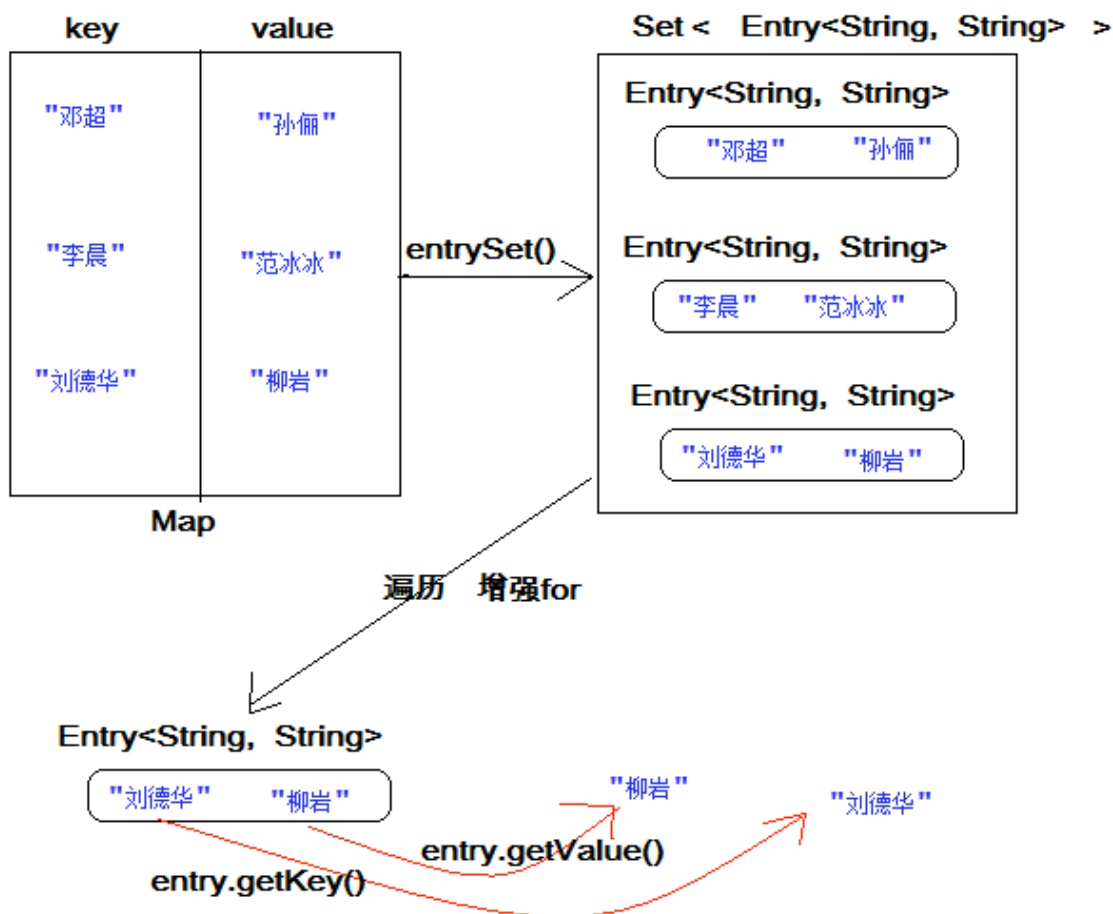 key value
"邓超" "孙俪"
"李晨" "范冰冰"
"刘德华" "柳岩"
Map
entrySet()
Set < Entry<String, String> >
Entry<String, String>
"邓超" "孙俪"
Entry<String, String>
"李晨" "范冰冰"
Entry<String, String>
"刘德华" "柳岩"
遍历 增强for
Entry<String, String>
"刘德华" "柳岩"
"柳岩"
"刘德华"
entry.getValue()
entry.getKey()